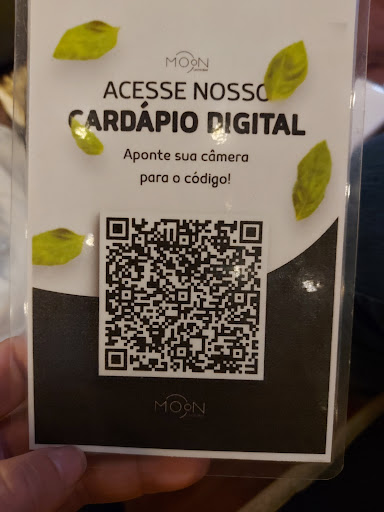 MOON
ACESSE NOSSO
CARDÁPIO DIGITAL
Aponte sua câmera
para o código!
MOON